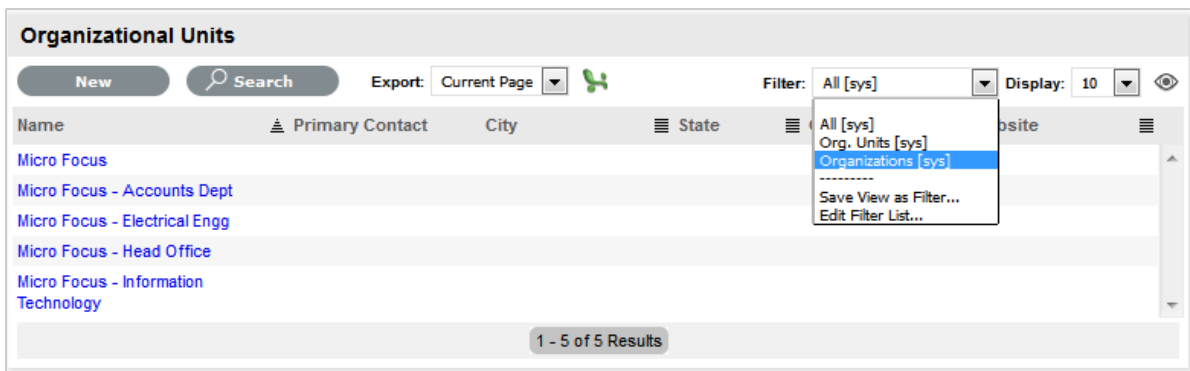 Organizational Units
New Search Export: Current Page Filter: All [sys] Display: 10
Name Primary Contact City State bsite
All [sys]
Org. Units [sys]
Organizations [sys]
---------
Save View as Filter...
Edit Filter List...
Micro Focus
Micro Focus - Accounts Dept
Micro Focus - Electrical Engg
Micro Focus - Head Office
Micro Focus - Information
Technology
1 - 5 of 5 Results